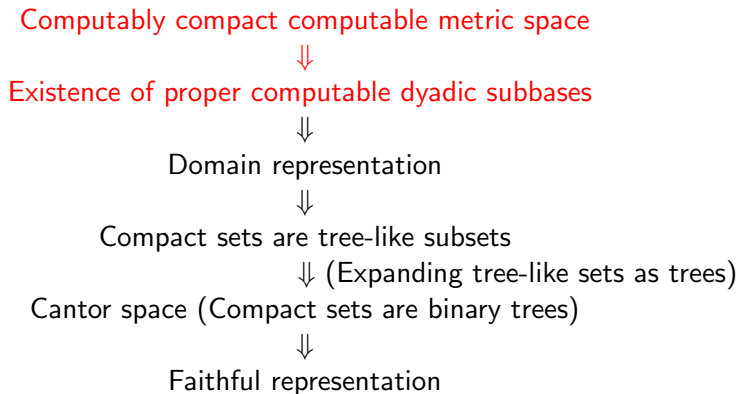 Computably compact computable metric space
⇓
Existence of proper computable dyadic subbases
⇓
Domain representation
⇓
Compact sets are tree-like subsets
⇓ (Expanding tree-like sets as trees)
Cantor space (Compact sets are binary trees)
⇓
Faithful representation